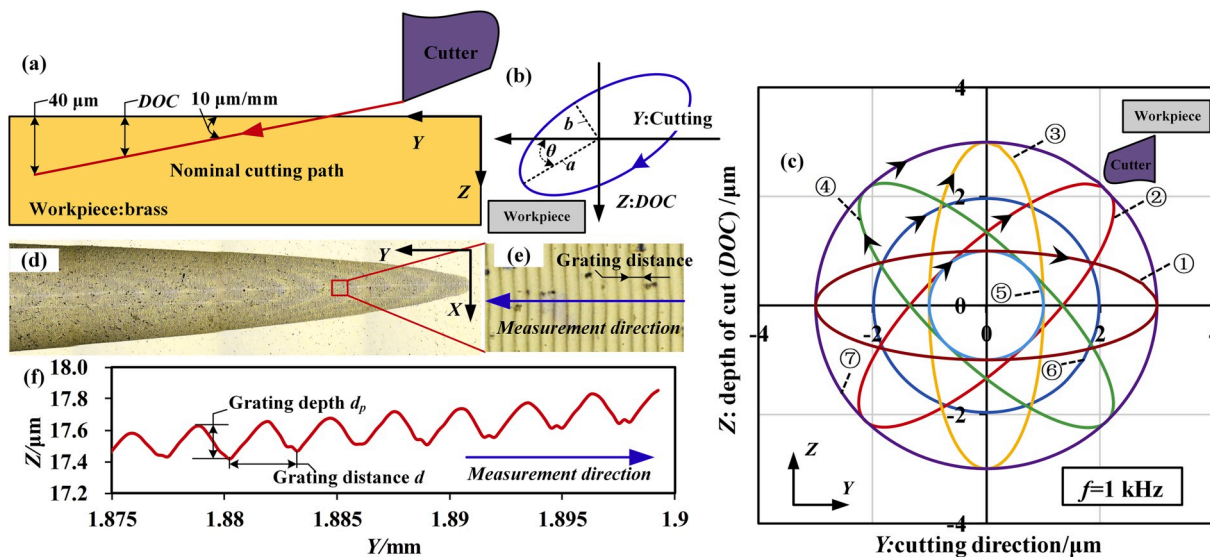 (a)
Cutter
40 μm
DOC
10 μm/mm
Y
Nominal cutting path
Z
Workpiece:brass
(b)
b
Y:Cutting
θ
a
Z:DOC
Workpiece
(d)
Y
X
(e)
Grating distance
Measurement direction
(f)
Z/μm
17.8
17.6
17.4
17.2
Grating depth dp
Grating distance d
Measurement direction
1.875
1.88
1.885
1.89
1.895
1.9
Y/mm
(c)
Z: depth of cut (DOC) /μm
4
2
0
-2
-4
-4
-2
0
2
Workpiece
Cutter
③
②
④
①
⑤
⑥
⑦
Z
Y
f=1 kHz
Y:cutting direction/μm